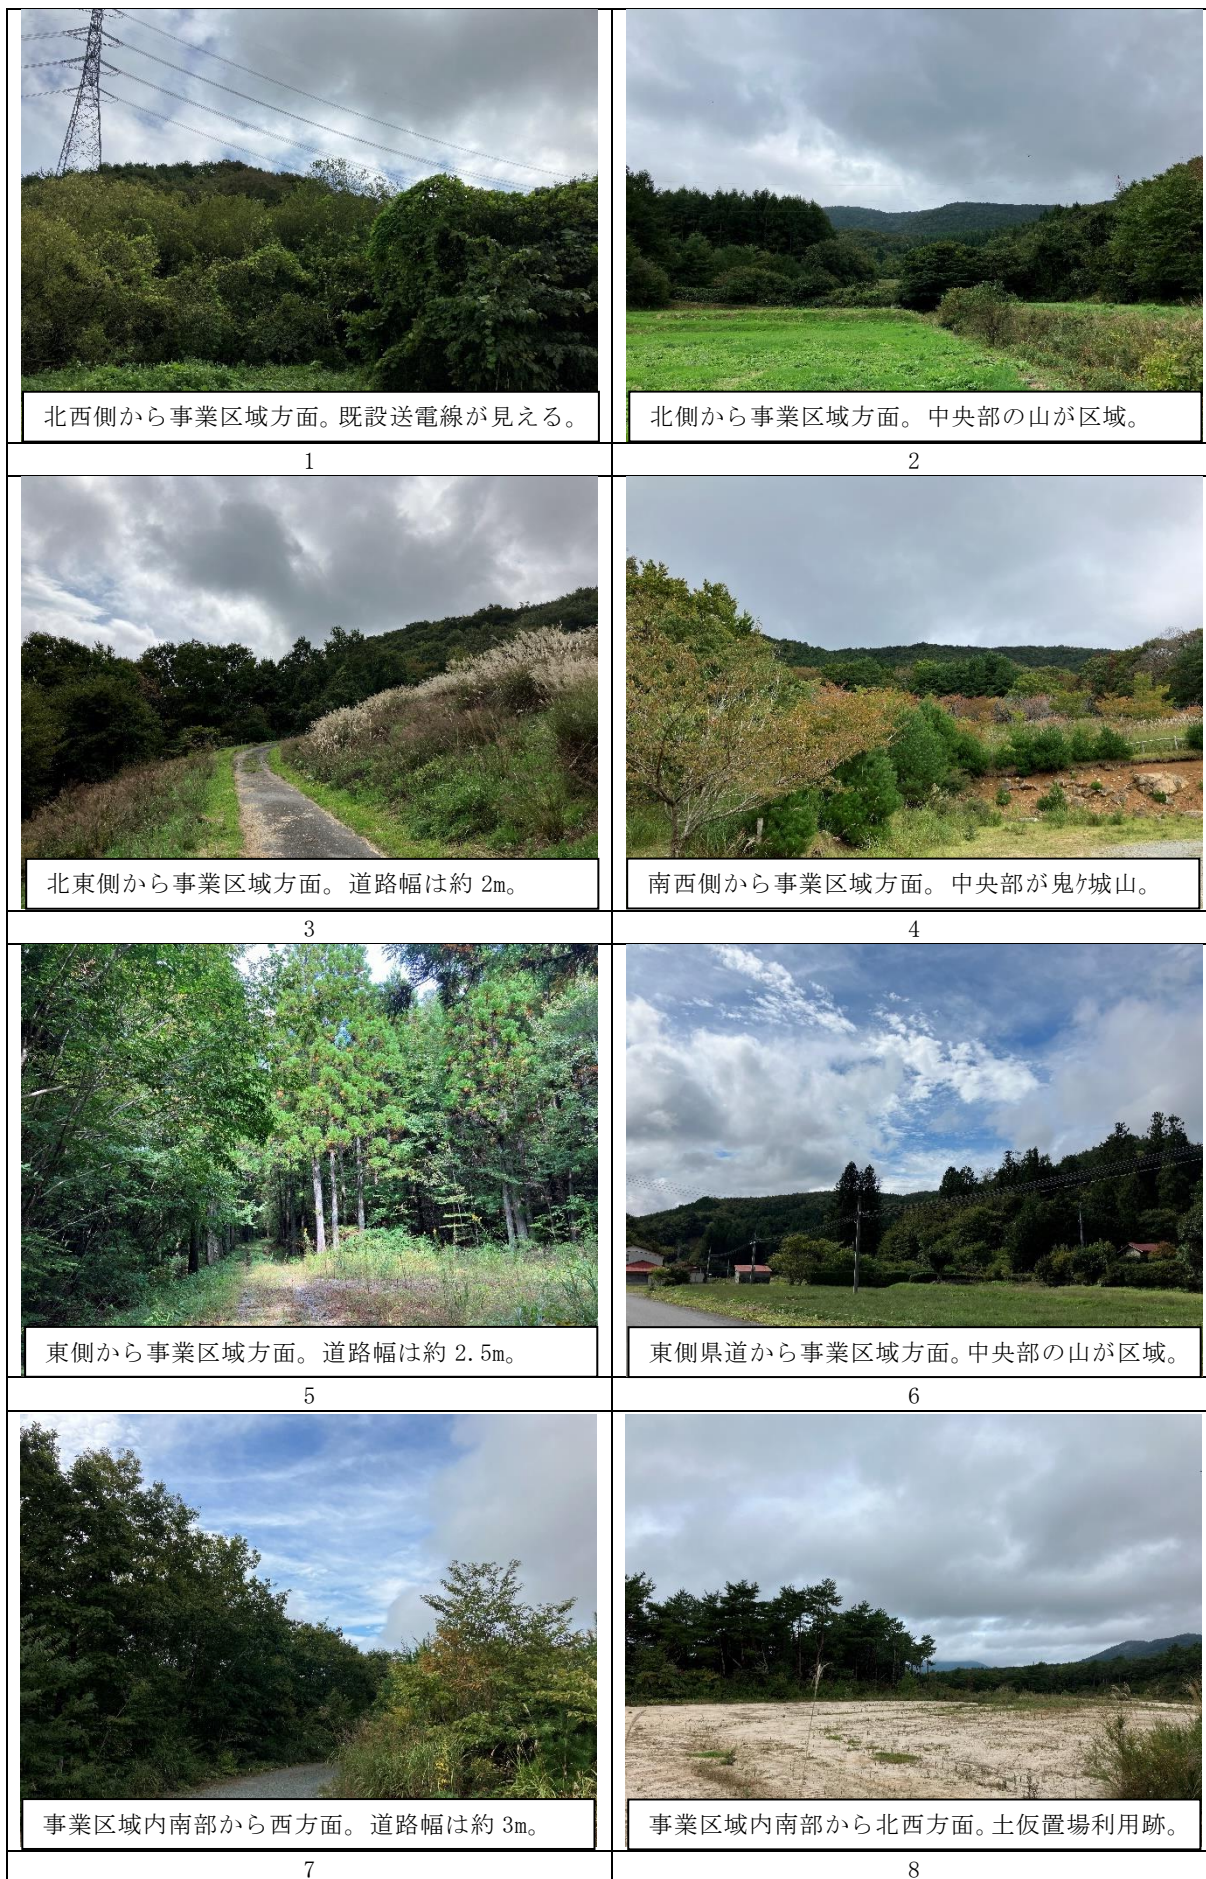 北西側から事業区域方面。既設送電線が見える。
北側から事業区域方面。中央部の山が区域。
1
2
北東側から事業区域方面。道路幅は約 2m。
南西側から事業区域方面。中央部が鬼ｹ城山。
3
4
東側から事業区域方面。道路幅は約 2.5m。
東側県道から事業区域方面。中央部の山が区域。
5
6
事業区域内南部から西方面。道路幅は約 3m。
事業区域内南部から北西方面。土仮置場利用跡。
7
8